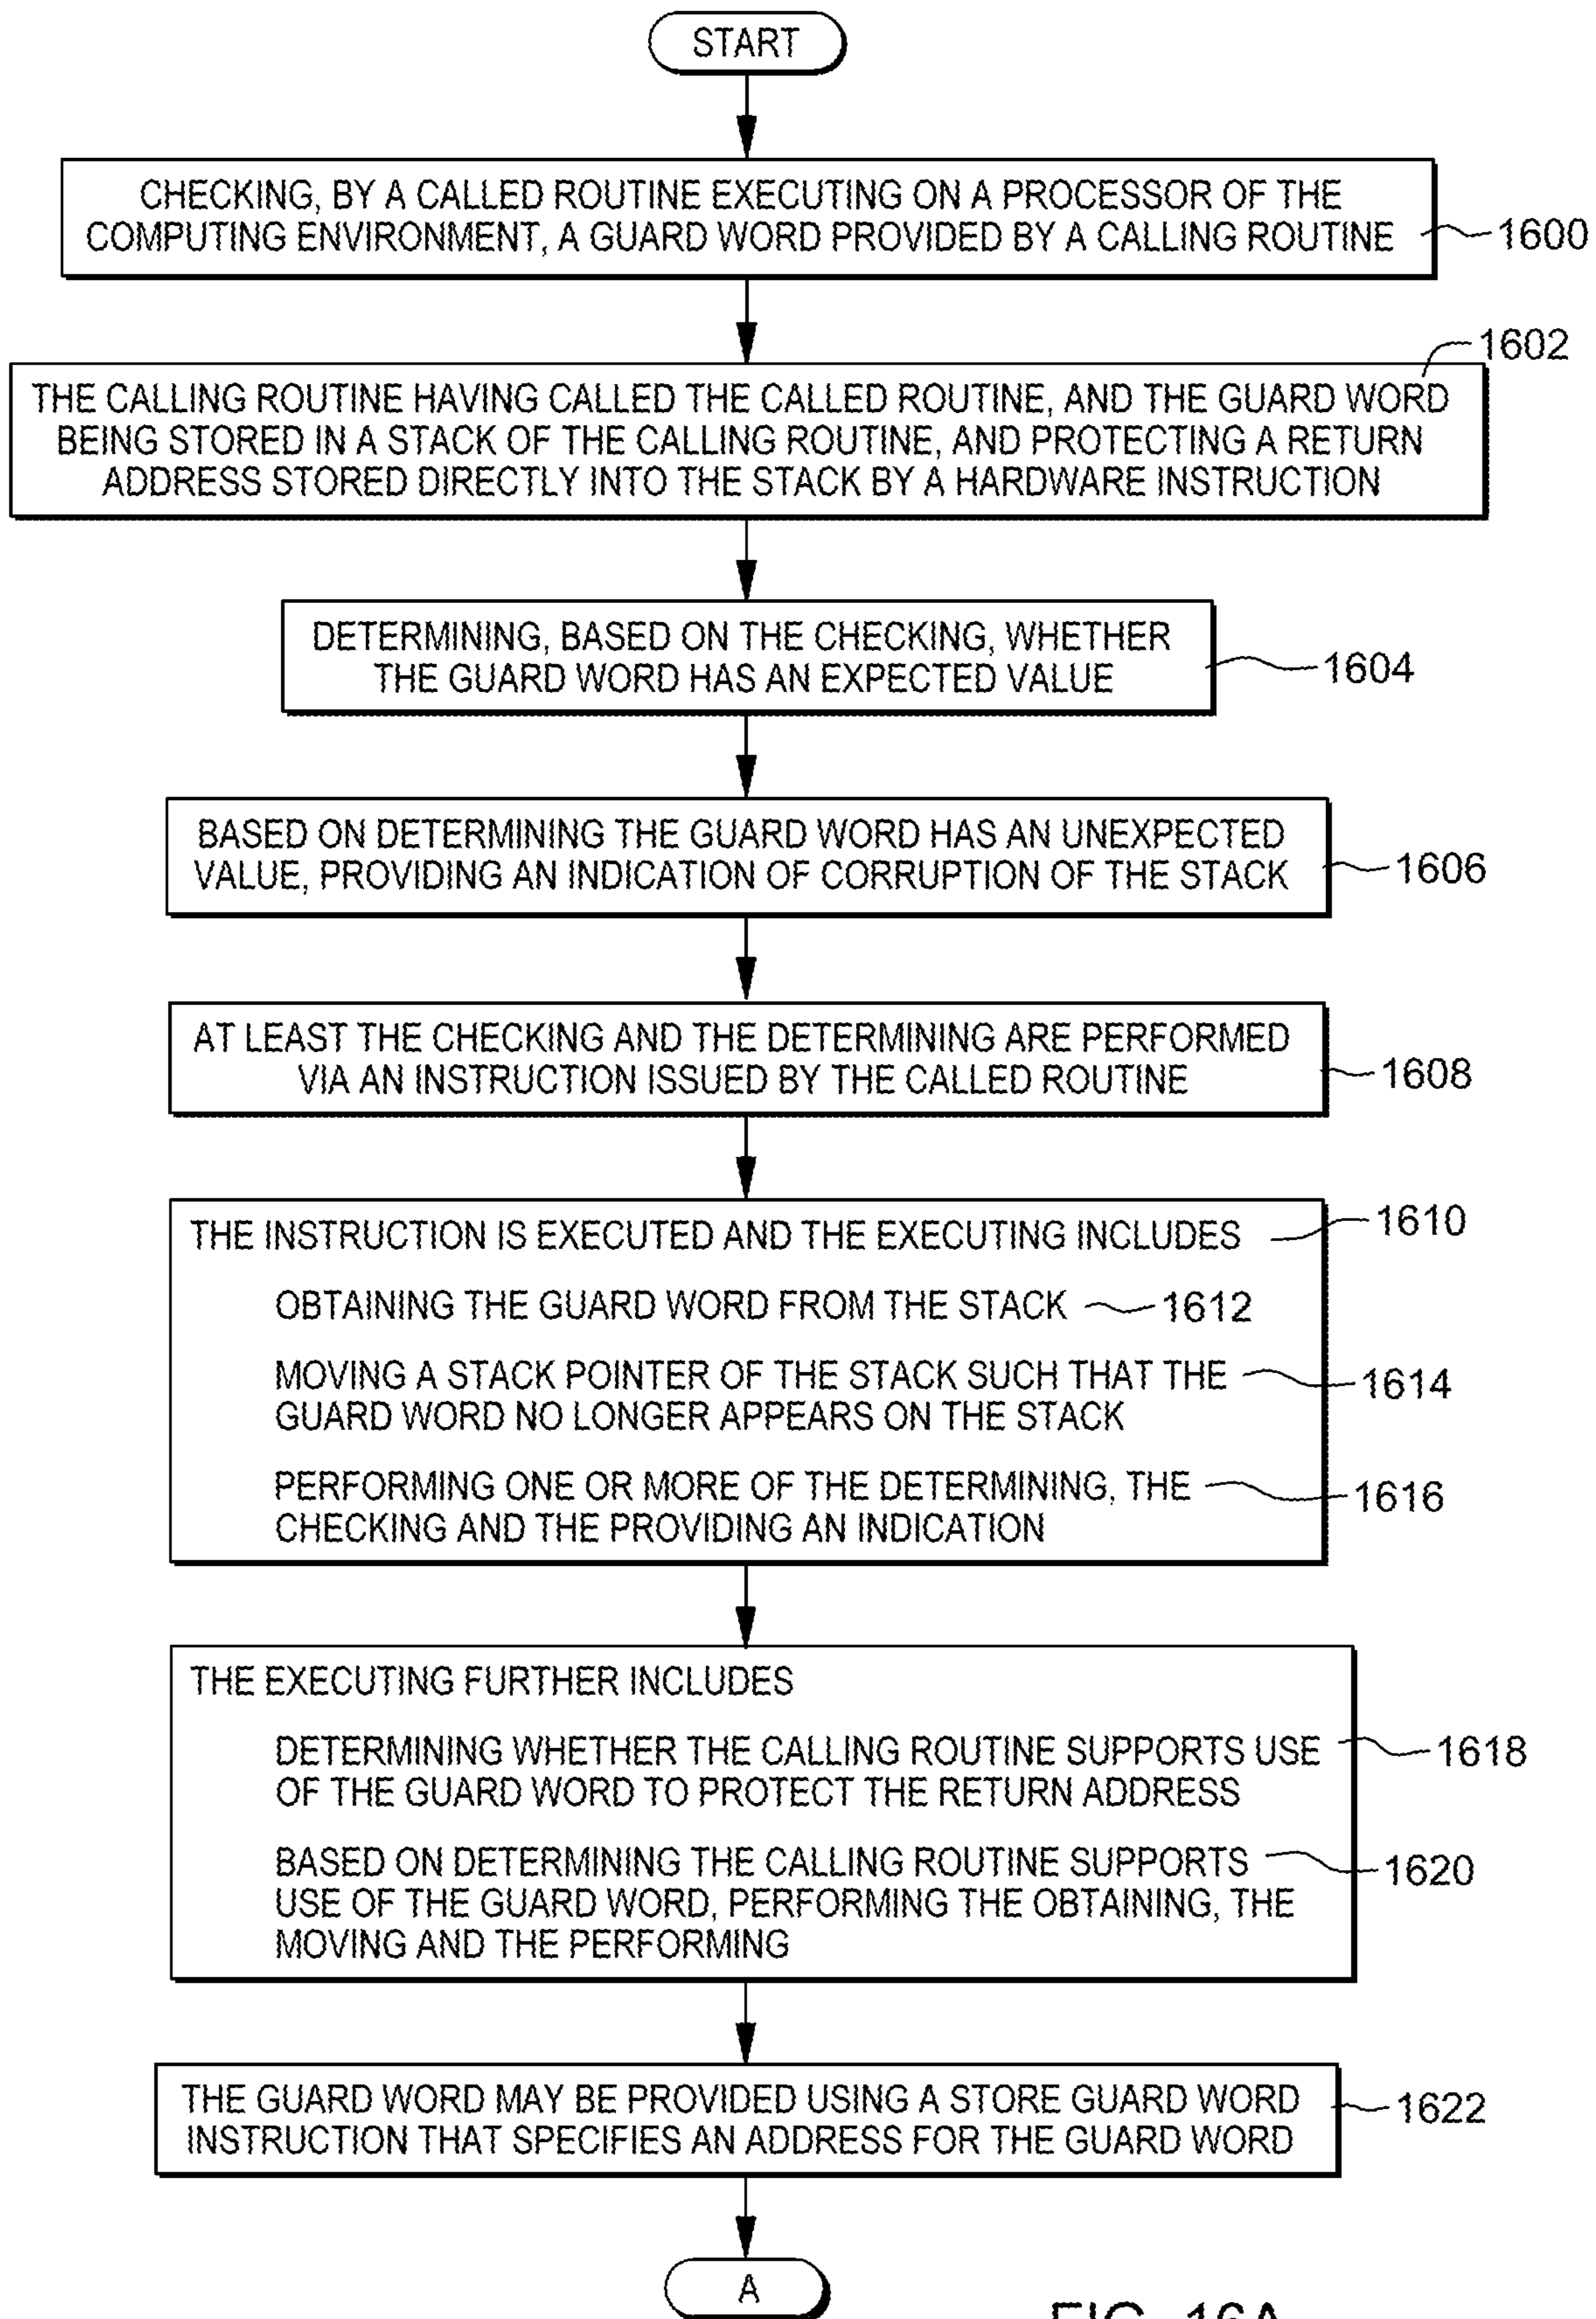 START
CHECKING, BY A CALLED ROUTINE EXECUTING ON A PROCESSOR OF THE
COMPUTING ENVIRONMENT, A GUARD WORD PROVIDED BY A CALLING ROUTINE
1600
1602
THE CALLING ROUTINE HAVING CALLED THE CALLED ROUTINE, AND THE GUARD WORD
BEING STORED IN A STACK OF THE CALLING ROUTINE, AND PROTECTING A RETURN
ADDRESS STORED DIRECTLY INTO THE STACK BY A HARDWARE INSTRUCTION
DETERMINING, BASED ON THE CHECKING, WHETHER
THE GUARD WORD HAS AN EXPECTED VALUE
1604
BASED ON DETERMINING THE GUARD WORD HAS AN UNEXPECTED
VALUE, PROVIDING AN INDICATION OF CORRUPTION OF THE STACK
1606
AT LEAST THE CHECKING AND THE DETERMINING ARE PERFORMED
VIA AN INSTRUCTION ISSUED BY THE CALLED ROUTINE
1608
THE INSTRUCTION IS EXECUTED AND THE EXECUTING INCLUDES
1610
OBTAINING THE GUARD WORD FROM THE STACK
1612
MOVING A STACK POINTER OF THE STACK SUCH THAT THE
GUARD WORD NO LONGER APPEARS ON THE STACK
1614
PERFORMING ONE OR MORE OF THE DETERMINING, THE
CHECKING AND THE PROVIDING AN INDICATION
1616
THE EXECUTING FURTHER INCLUDES
DETERMINING WHETHER THE CALLING ROUTINE SUPPORTS USE
OF THE GUARD WORD TO PROTECT THE RETURN ADDRESS
1618
BASED ON DETERMINING THE CALLING ROUTINE SUPPORTS
USE OF THE GUARD WORD, PERFORMING THE OBTAINING, THE
MOVING AND THE PERFORMING
1620
THE GUARD WORD MAY BE PROVIDED USING A STORE GUARD WORD
INSTRUCTION THAT SPECIFIES AN ADDRESS FOR THE GUARD WORD
1622
A
FIG. 16A